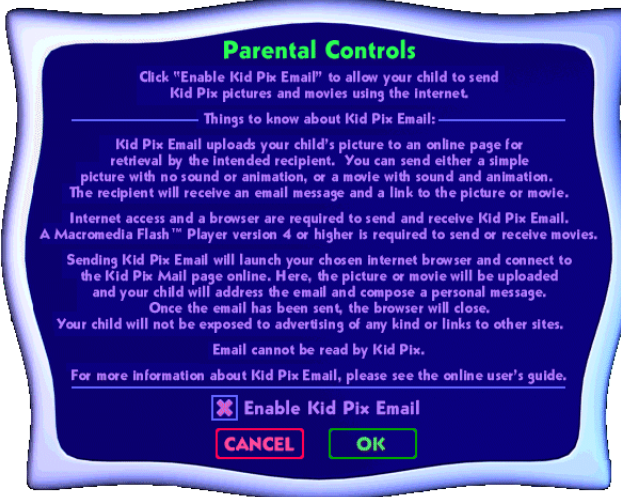 Parental Controls
Click "Enable Kid Pix Email" to allow your child to send
Kid Pix pictures and movies using the internet.
Things to know about Kid Pix Email:
Kid Pix Email uploads your child's picture to an online page for
retrieval by the intended recipient. You can send either a simple
picture with no sound or animation, or a movie with sound and animation.
The recipient will receive an email message and a link to the picture or movie.
Internet access and a browser are required to send and receive Kid Pix Email.
A Macromedia Flash™ Player version 4 or higher is required to send or receive movies.
Sending Kid Pix Email will launch your chosen internet browser and connect to
the Kid Pix Mail page online. Here, the picture or movie will be uploaded
and your child will address the email and compose a personal message.
Once the email has been sent, the browser will close.
Your child will not be exposed to advertising of any kind or links to other sites.
Email cannot be read by Kid Pix.
For more information about Kid Pix Email, please see the online user's guide.
Enable Kid Pix Email
CANCEL OK